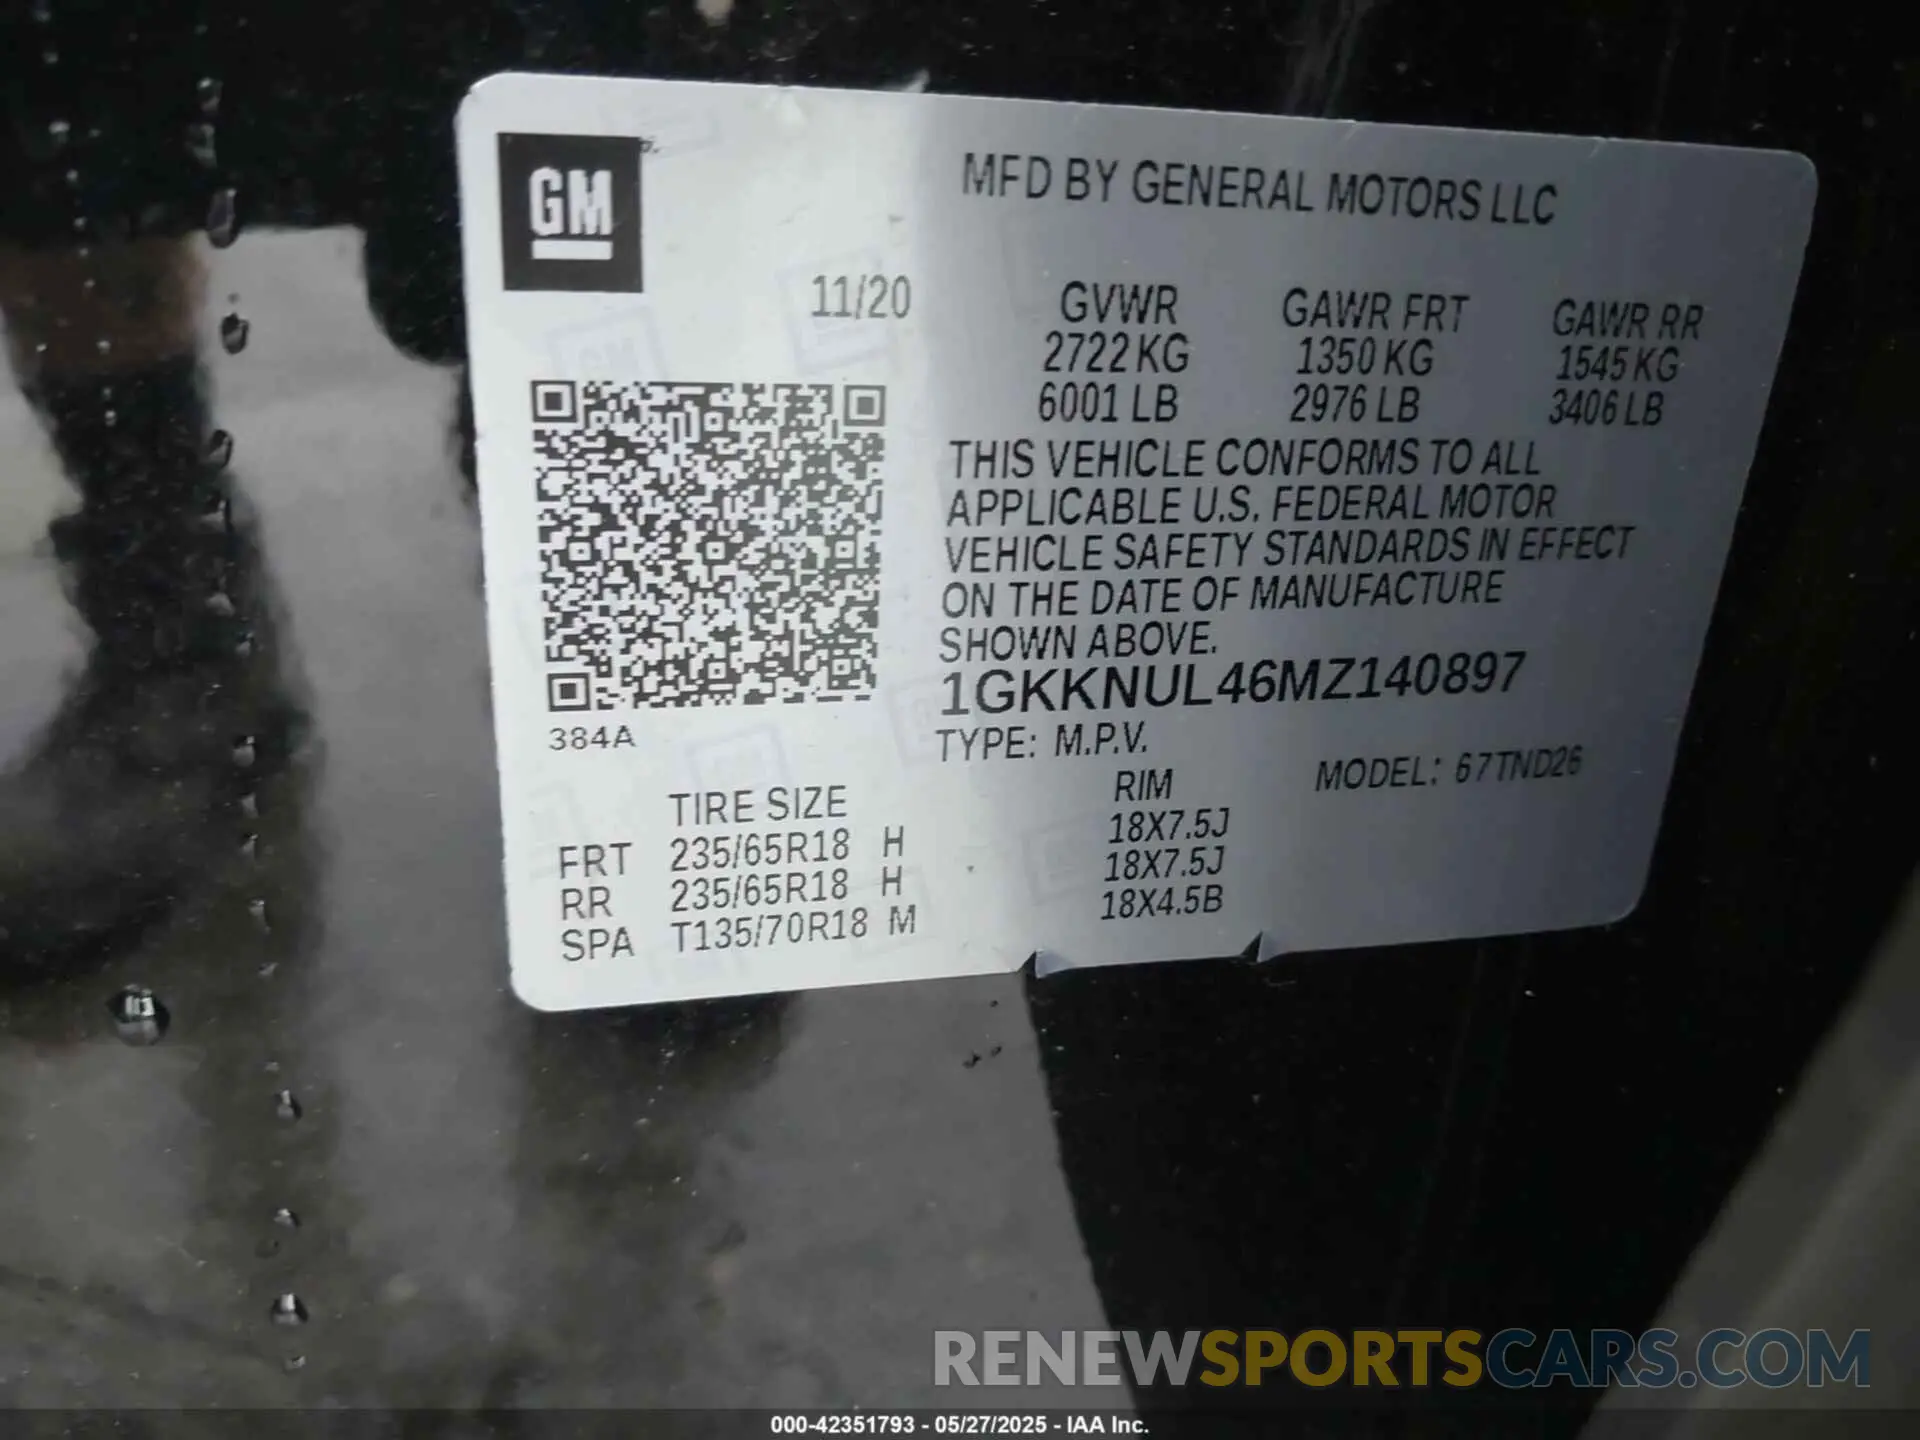 GM
MFD BY GENERAL MOTORS LLC
11/20
GVWR GAWR FRT GAWR RR
2722 KG 1350 KG 1545 KG
6001 LB 2976 LB 3406 LB
THIS VEHICLE CONFORMS TO ALL
APPLICABLE U.S. FEDERAL MOTOR
VEHICLE SAFETY STANDARDS IN EFFECT
ON THE DATE OF MANUFACTURE
SHOWN ABOVE.
1GKKNUL46MZ140897
384A
TYPE: M.P.V. MODEL: 67TND26
TIRE SIZE RIM
FRT 235/65R18 H 18X7.5J
RR 235/65R18 H 18X7.5J
SPA T135/70R18 M 18X4.5B
RENEWSPORTSCARS.COM
000-42351793 - 05/27/2025 - IAA Inc.